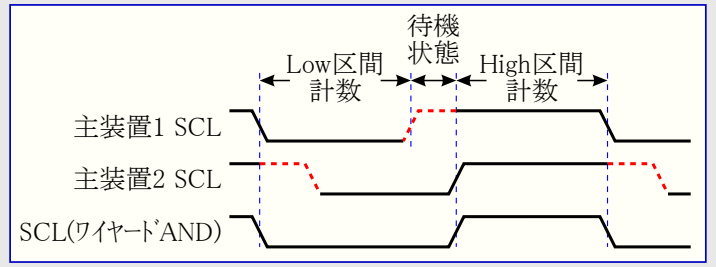 待機
状態
Low区間
計数
High区間
計数
主装置1 SCL
主装置2 SCL
SCL(ワイヤードAND)